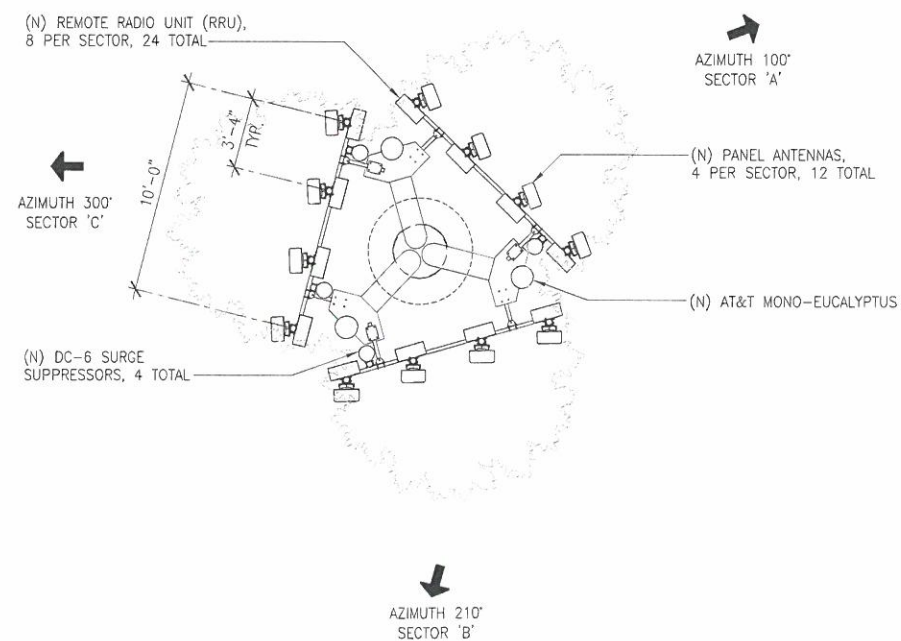 (N) REMOTE RADIO UNIT (RRU),
8 PER SECTOR, 24 TOTAL
AZIMUTH 100°
SECTOR 'A'
3'-4"
TYP.
10'-0"
(N) PANEL ANTENNAS,
4 PER SECTOR, 12 TOTAL
AZIMUTH 300°
SECTOR 'C'
(N) AT&T MONO-EUCALYPTUS
(N) DC-6 SURGE
SUPPRESSORS, 4 TOTAL
AZIMUTH 210°
SECTOR 'B'